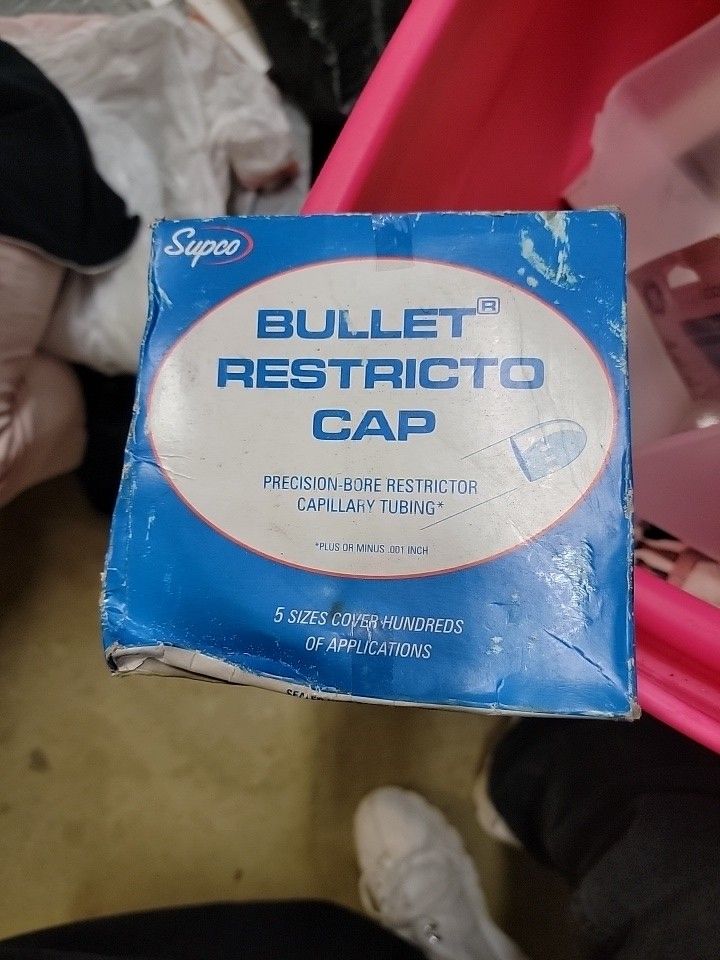 Supco
BULLET®
RESTRICTO
CAP
PRECISION-BORE RESTRICTOR
CAPILLARY TUBING*
*PLUS OR MINUS .001 INCH
5 SIZES COVER HUNDREDS
OF APPLICATIONS